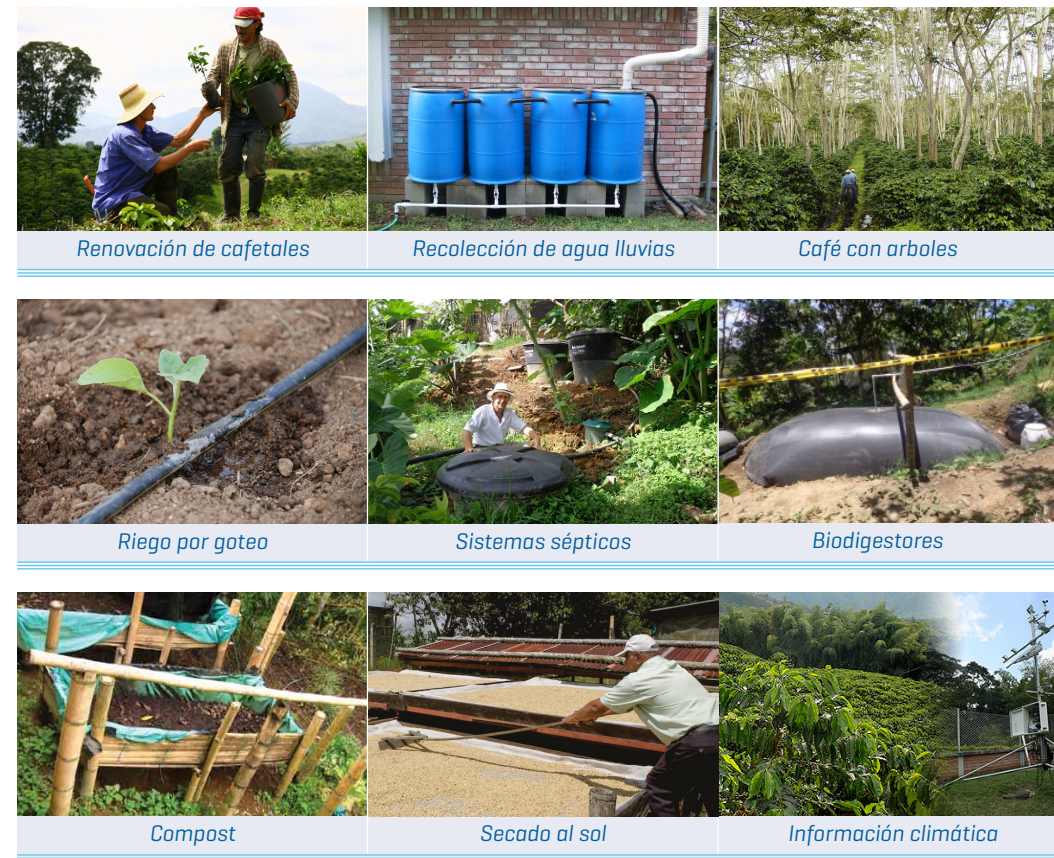 Renovación de cafetales
Recolección de agua lluvias
Café con arboles
Riego por goteo
Sistemas sépticos
Biodigestores
Compost
Secado al sol
Información climática